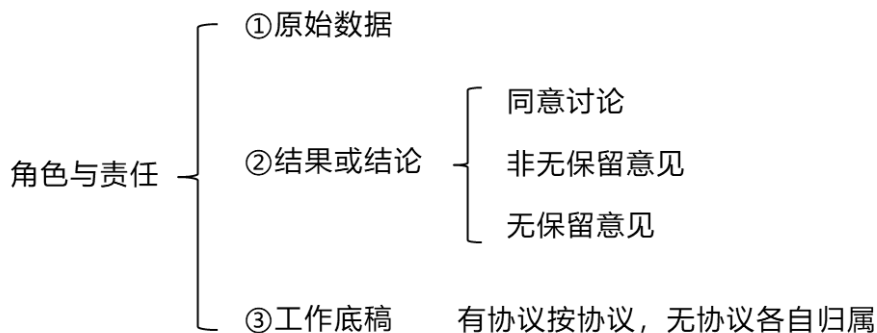 角色与责任
①原始数据
②结果或结论
同意讨论
非无保留意见
无保留意见
③工作底稿 有协议按协议，无协议各自归属